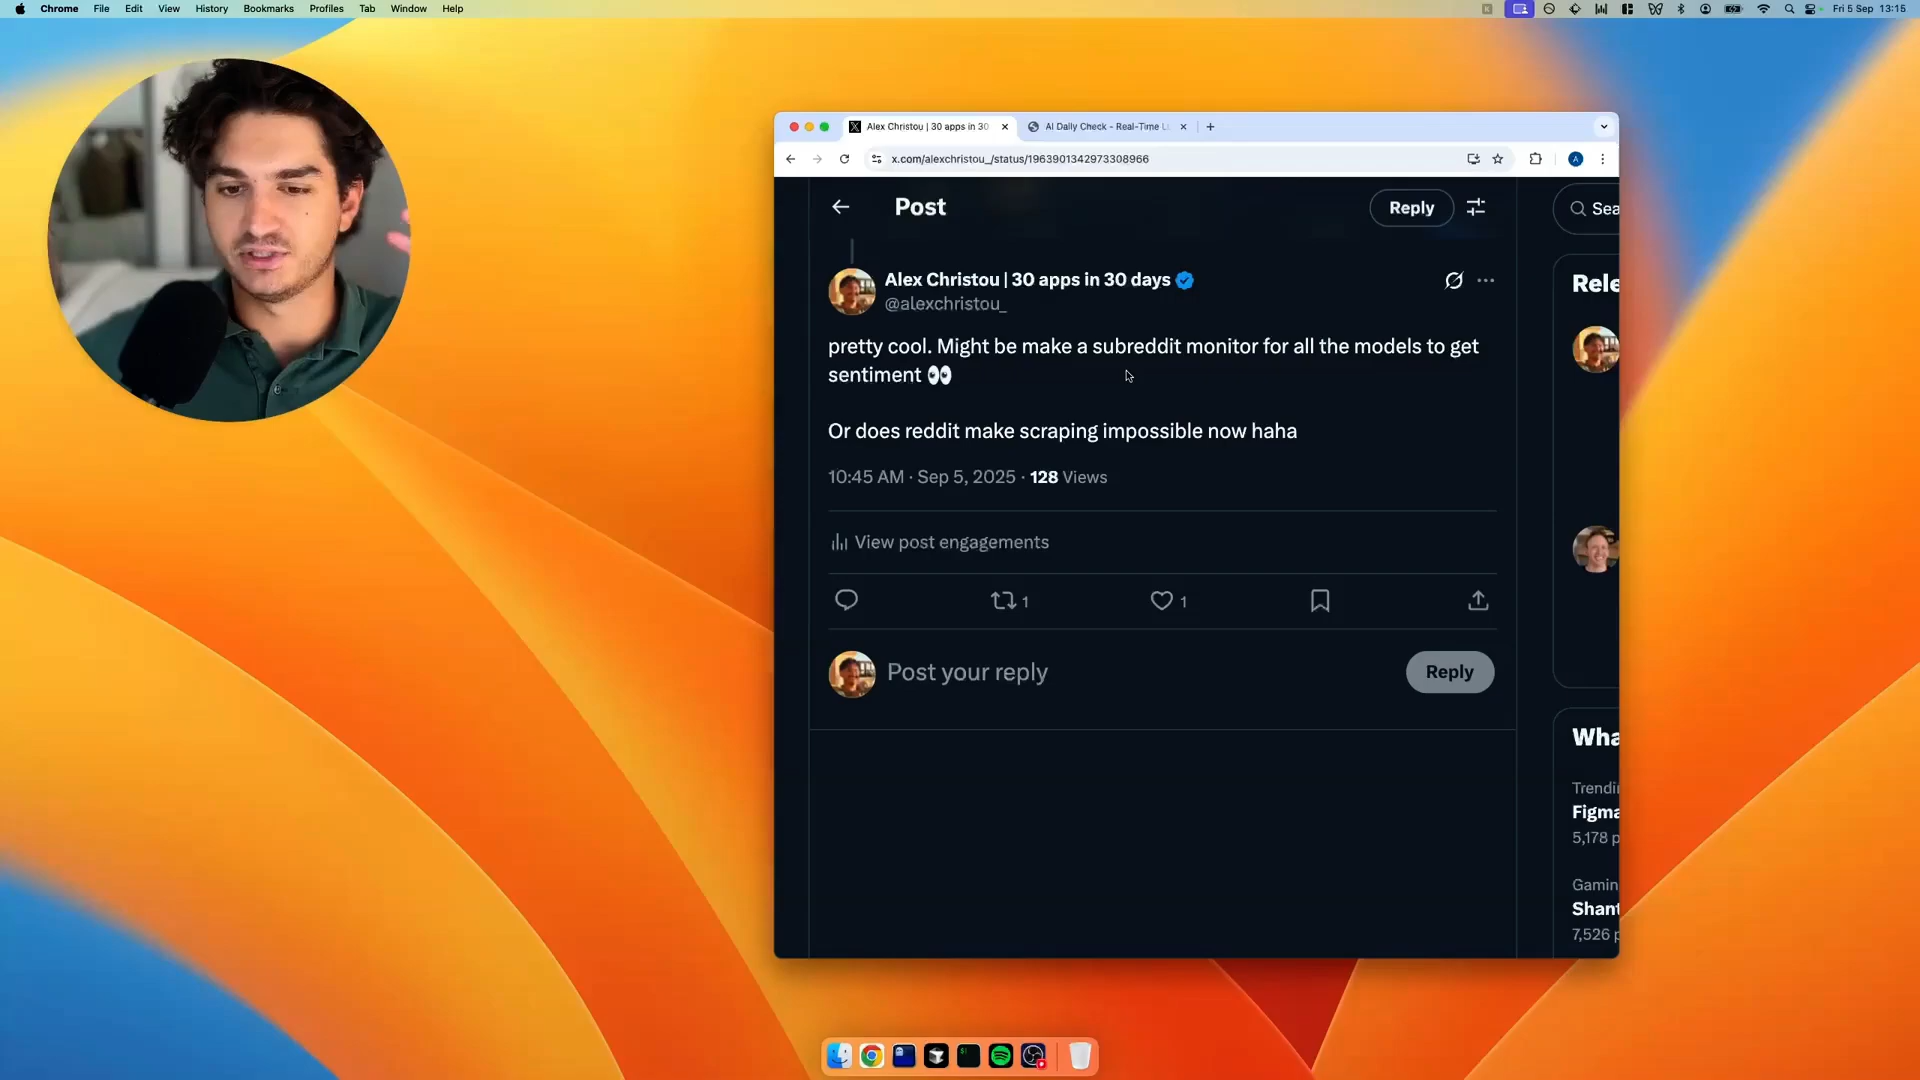 Chrome File Edit View History Bookmarks Profiles Tab Window Help
Fri 5 Sep 13:15
Alex Christou | 30 apps in 30
AI Daily Check - Real-Time L
x.com/alexchristou_/status/1963901342973308966
A
Post
Reply
Sea
Alex Christou | 30 apps in 30 days
@alexchristou_
pretty cool. Might be make a subreddit monitor for all the models to get
sentiment 👀
Or does reddit make scraping impossible now haha
10:45 AM · Sep 5, 2025 · 128 Views
View post engagements
1
1
Post your reply
Reply
Rele
Wha
Trendin
Figma
5,178 p
Gamin
Shant
7,526 p